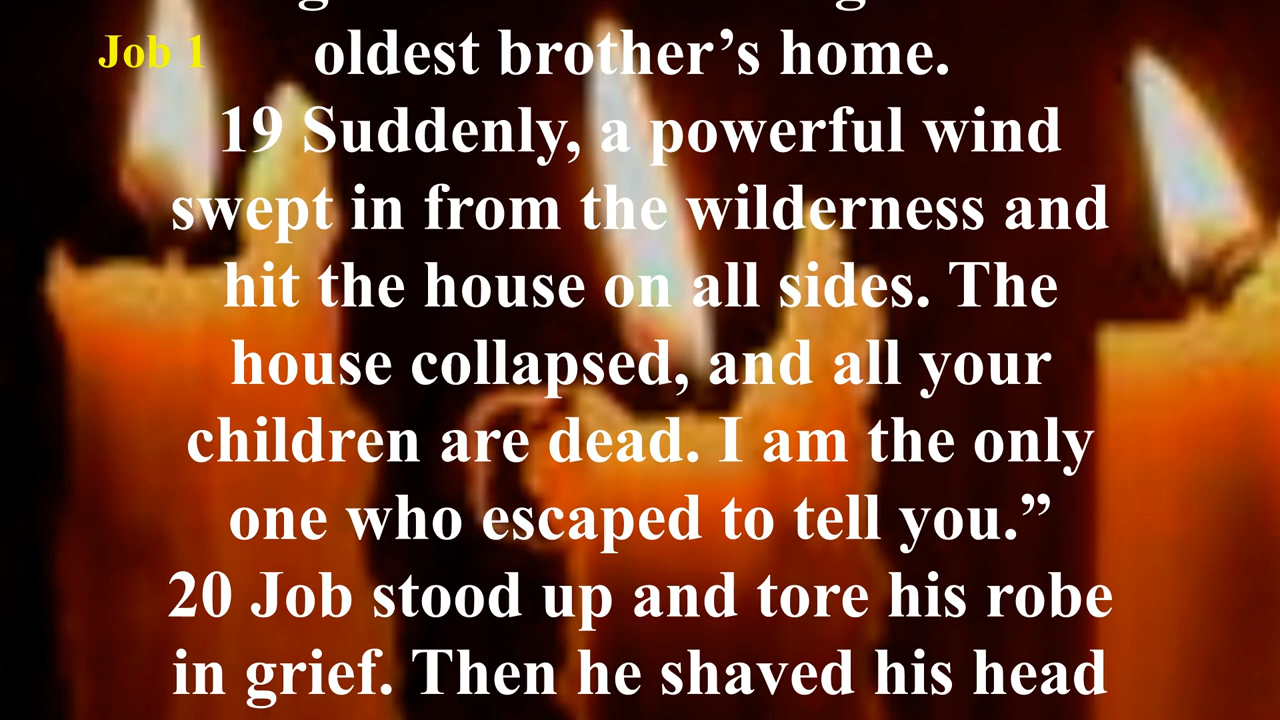 Job 1
oldest brother’s home.
19 Suddenly, a powerful wind
swept in from the wilderness and
hit the house on all sides. The
house collapsed, and all your
children are dead. I am the only
one who escaped to tell you.”
20 Job stood up and tore his robe
in grief. Then he shaved his head